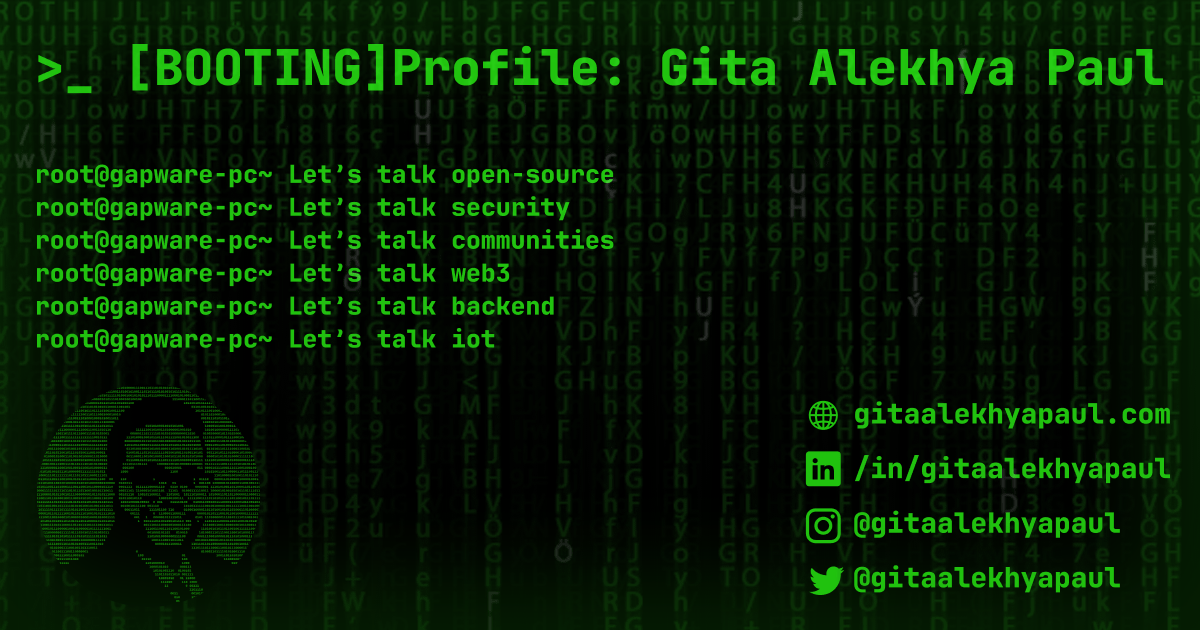 >_ [BOOTING]Profile: Gita Alekhya Paul
root@gapware-pc~ Let’s talk open-source
root@gapware-pc~ Let’s talk security
root@gapware-pc~ Let’s talk communities
root@gapware-pc~ Let’s talk web3
root@gapware-pc~ Let’s talk backend
root@gapware-pc~ Let’s talk iot
gitaalekhyapaul.com
in /in/gitaalekhyapaul
@gitaalekhyapaul
@gitaalekhyapaul